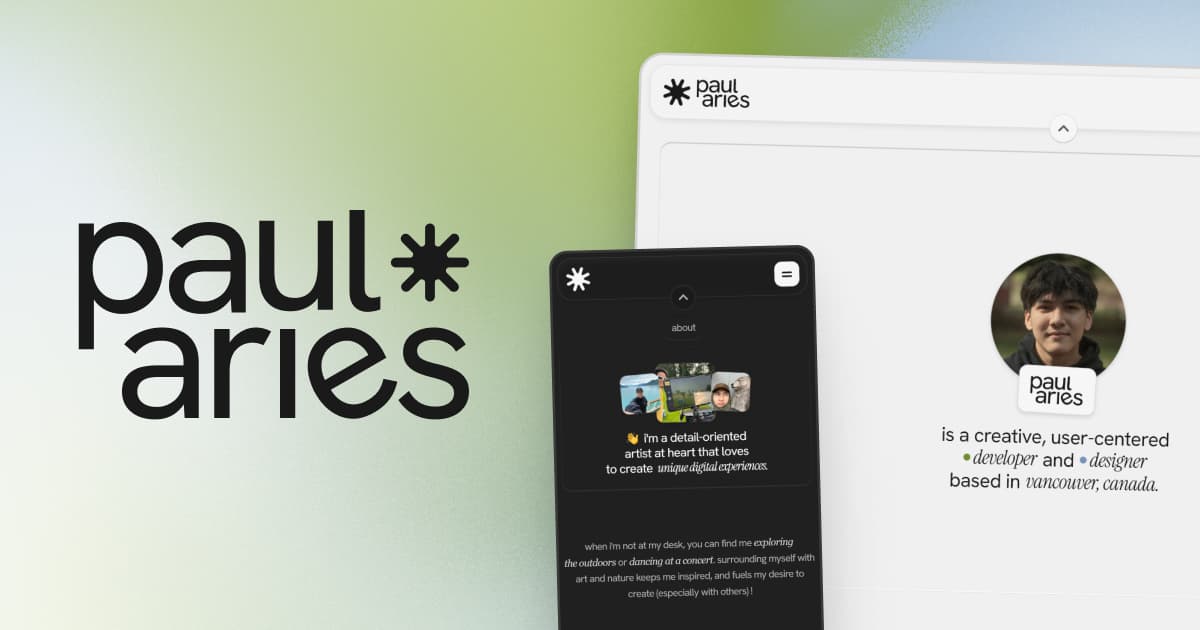 paul
aries
paul
aries
about
👋 i'm a detail-oriented
artist at heart that loves
to create unique digital experiences.
when i'm not at my desk, you can find me exploring
the outdoors or dancing at a concert. surrounding myself with
art and nature keeps me inspired, and fuels my desire to
create (especially with others) !
paul
aries
is a creative, user-centered
developer and designer
based in vancouver, canada.